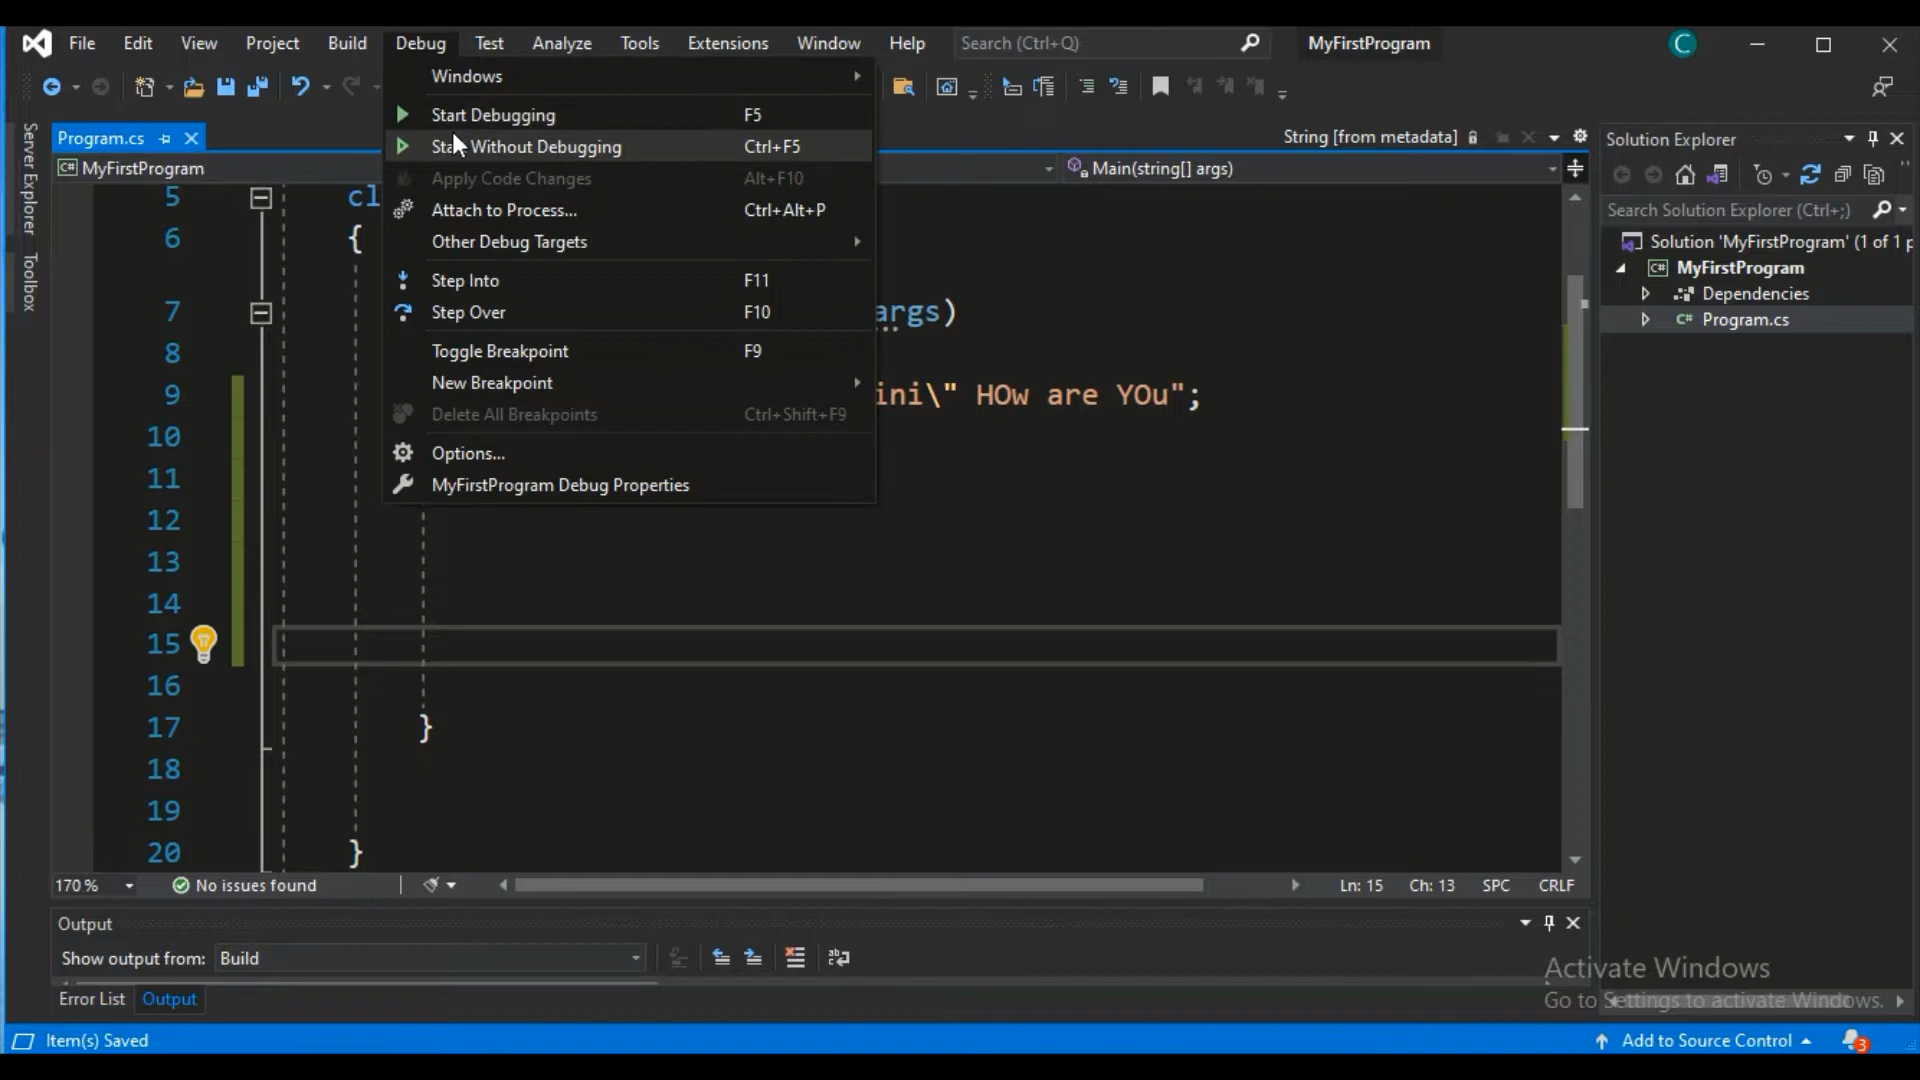 File Edit View Project Build Debug Test Analyze Tools Extensions Window Help Search (Ctrl+Q) MyFirstProgram C
Windows
Start Debugging F5
Start Without Debugging Ctrl+F5
Apply Code Changes Alt+F10
Attach to Process... Ctrl+Alt+P
Other Debug Targets
Step Into F11
Step Over F10
Toggle Breakpoint F9
New Breakpoint
Delete All Breakpoints Ctrl+Shift+F9
Options...
MyFirstProgram Debug Properties
Server Explorer
Toolbox
Program.cs
String [from metadata]
C# MyFirstProgram
Main(string[] args)
5 cl
6 {
7 args)
8
9 ini\" HOw are YOu";
10
11
12
13
14
15
16
17 }
18
19
20 }
170 % No issues found Ln: 15 Ch: 13 SPC CRLF
Output
Show output from: Build
Error List Output
Solution Explorer
Search Solution Explorer (Ctrl+;)
Solution 'MyFirstProgram' (1 of 1 p
C# MyFirstProgram
Dependencies
C# Program.cs
Activate Windows
Go to Settings to activate Windows.
Item(s) Saved Add to Source Control 3